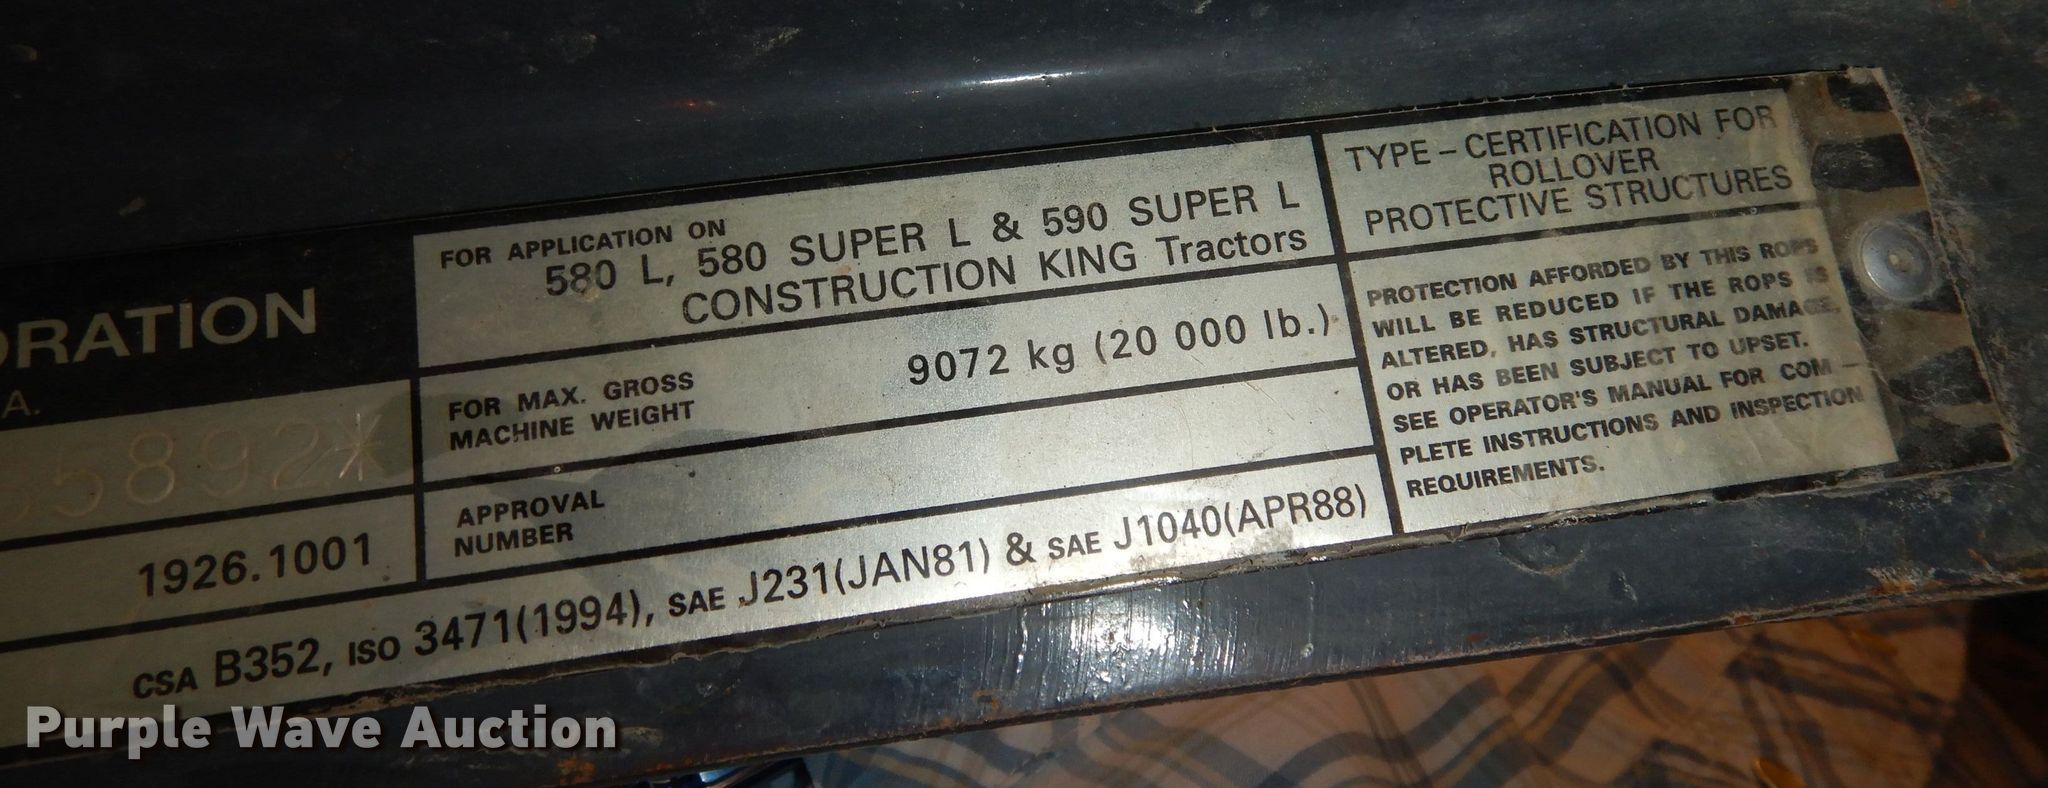 ORATION
A.
5892*
1926.1001
FOR APPLICATION ON
580 L, 580 SUPER L & 590 SUPER L
CONSTRUCTION KING Tractors
FOR MAX. GROSS
MACHINE WEIGHT
9072 kg (20 000 lb.)
APPROVAL
NUMBER
CSA B352, ISO 3471(1994), SAE J231(JAN81) & SAE J1040(APR88)
TYPE – CERTIFICATION FOR
ROLLOVER
PROTECTIVE STRUCTURES
PROTECTION AFFORDED BY THIS ROPS
WILL BE REDUCED IF THE ROPS IS
ALTERED, HAS STRUCTURAL DAMAGE,
OR HAS BEEN SUBJECT TO UPSET.
SEE OPERATOR'S MANUAL FOR COM –
PLETE INSTRUCTIONS AND INSPECTION
REQUIREMENTS.
Purple Wave Auction